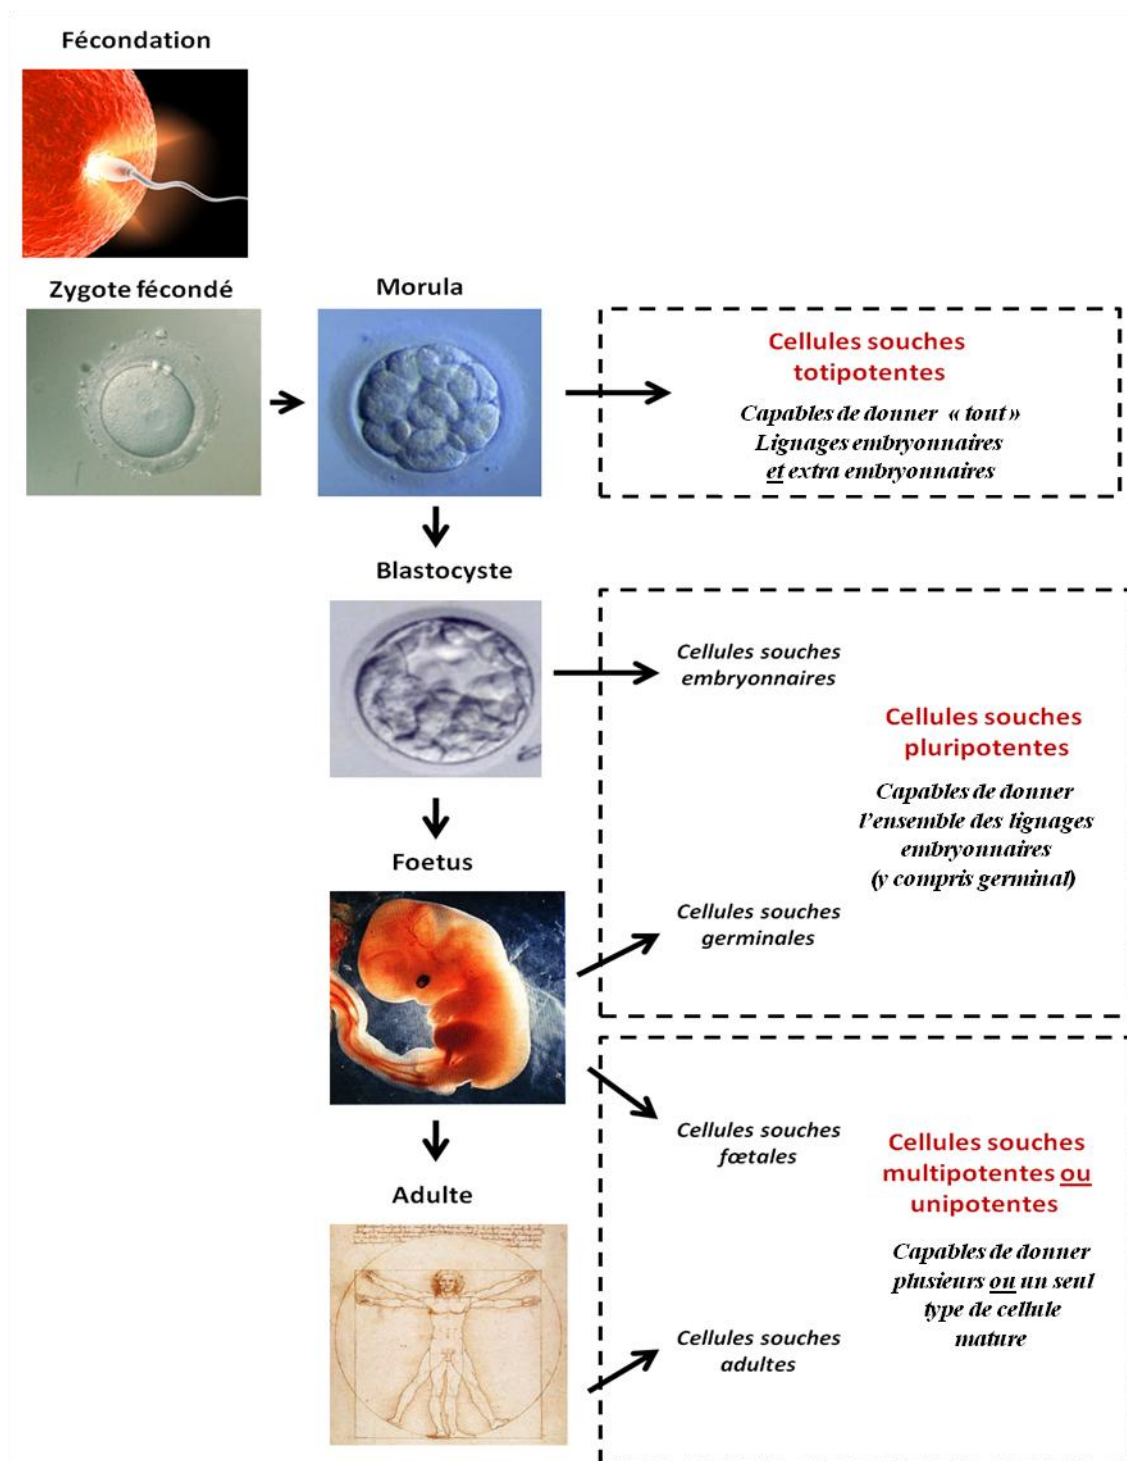 Fécondation
Zygote fécondé
Morula
Cellules souches
totipotentes
Capables de donner « tout »
Lignages embryonnaires
et extra embryonnaires
Blastocyste
Cellules souches
embryonnaires
Cellules souches
pluripotentes
Capables de donner
l'ensemble des lignages
embryonnaires
(y compris germinal)
Foetus
Cellules souches
germinales
Cellules souches
fœtales
Cellules souches
multipotentes ou
unipotentes
Capables de donner
plusieurs ou un seul
type de cellule
mature
Adulte
Cellules souches
adultes